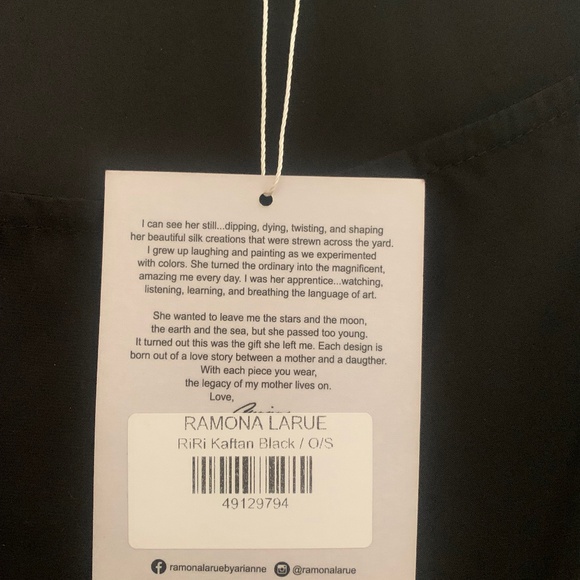 I can see her still...dipping, dying, twisting, and shaping
her beautiful silk creations that were strewn across the yard.
I grew up laughing and painting as we experimented
with colors. She turned the ordinary into the magnificent,
amazing me every day. I was her apprentice...watching,
listening, learning, and breathing the language of art.
She wanted to leave me the stars and the moon,
the earth and the sea, but she passed too young.
It turned out this was the gift she left me. Each design is
born out of a love story between a mother and a daugther.
With each piece you wear,
the legacy of my mother lives on.
Love,
RAMONA LARUE
RiRi Kaftan Black / O/S
49129794
ramonalaruebyarianne @ramonalarue